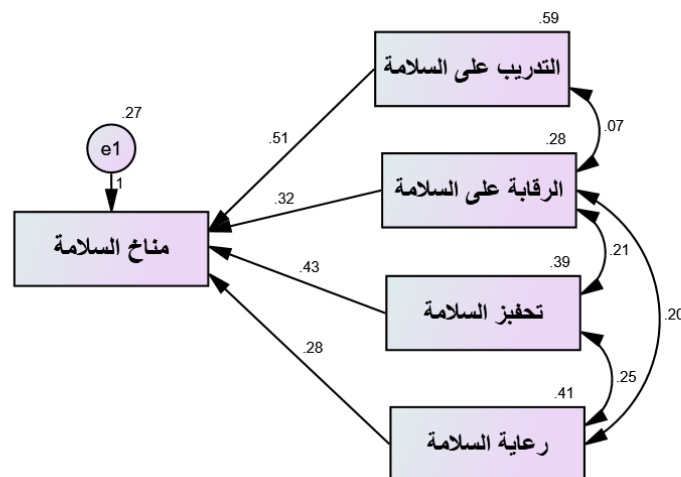 .59
التدريب على السلامة
.27
e1
1
.51
.07
.28
الرقابة على السلامة
.32
مناخ السلامة
.43
.21
.39
تحفيز السلامة
.20
.28
.25
.41
رعاية السلامة